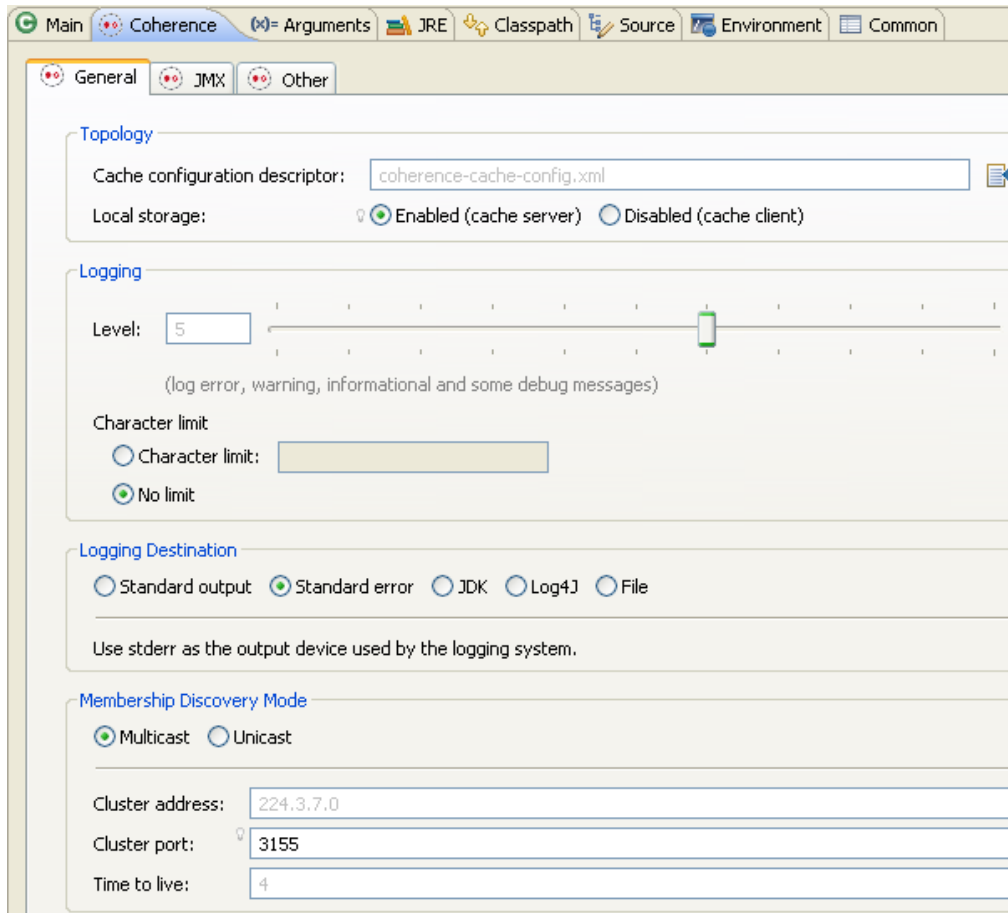 Main Coherence (x)= Arguments JRE Classpath Source Environment Common
General JMX Other
Topology
Cache configuration descriptor: coherence-cache-config.xml
Local storage: Enabled (cache server) Disabled (cache client)
Logging
Level: 5
(log error, warning, informational and some debug messages)
Character limit
Character limit:
No limit
Logging Destination
Standard output Standard error JDK Log4J File
Use stderr as the output device used by the logging system.
Membership Discovery Mode
Multicast Unicast
Cluster address: 224.3.7.0
Cluster port: 3155
Time to live: 4